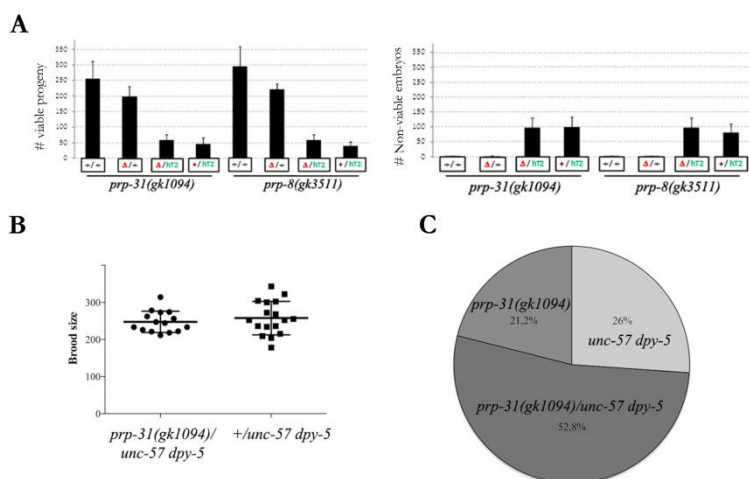 A
# viable progeny
350
300
250
200
150
100
50
0
+/+ Δ/+ Δ/hT2 +/hT2 +/+ Δ/+ Δ/hT2 +/hT2
prp-31(gk1094) prp-8(gk3511)
# Non-viable embryos
350
300
250
200
150
100
50
0
+/+ Δ/+ Δ/hT2 +/hT2 +/+ Δ/+ Δ/hT2 +/hT2
prp-31(gk1094) prp-8(gk3511)
B
Brood size
300
200
100
0
prp-31(gk1094)/
unc-57 dpy-5
+/unc-57 dpy-5
C
prp-31(gk1094)
21,2%
26%
unc-57 dpy-5
prp-31(gk1094)/unc-57 dpy-5
52,8%